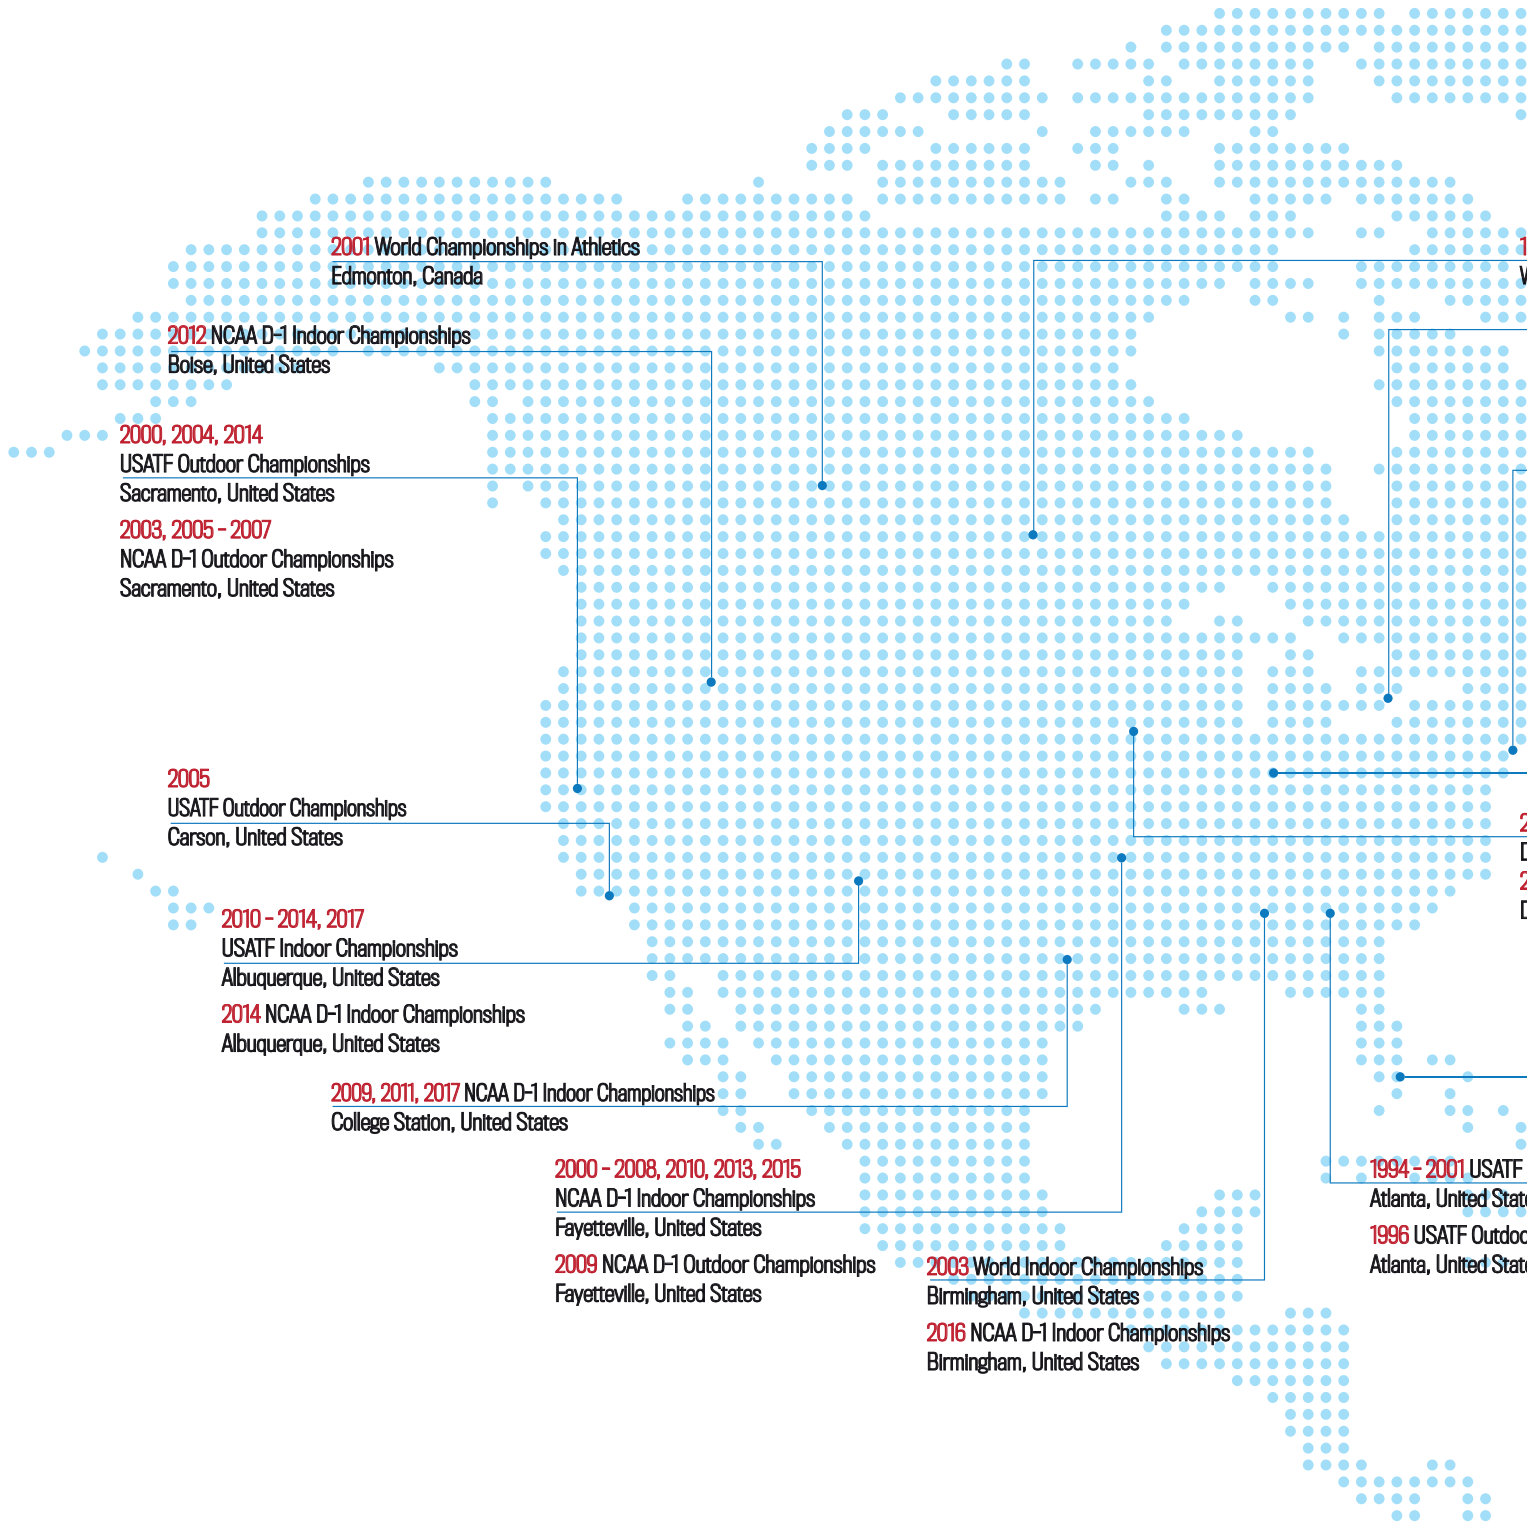 2001 World Championships in Athletics
Edmonton, Canada
2012 NCAA D-1 Indoor Championships
Boise, United States
2000, 2004, 2014
USATF Outdoor Championships
Sacramento, United States
2003, 2005 - 2007
NCAA D-1 Outdoor Championships
Sacramento, United States
2005
USATF Outdoor Championships
Carson, United States
2010 - 2014, 2017
USATF Indoor Championships
Albuquerque, United States
2014 NCAA D-1 Indoor Championships
Albuquerque, United States
2009, 2011, 2017 NCAA D-1 Indoor Championships
College Station, United States
2000 - 2008, 2010, 2013, 2015
NCAA D-1 Indoor Championships
Fayetteville, United States
2009 NCAA D-1 Outdoor Championships
Fayetteville, United States
2003 World Indoor Championships
Birmingham, United States
2016 NCAA D-1 Indoor Championships
Birmingham, United States
1994 - 2001 USATF
Atlanta, United
1996 USATF
Atlanta, United